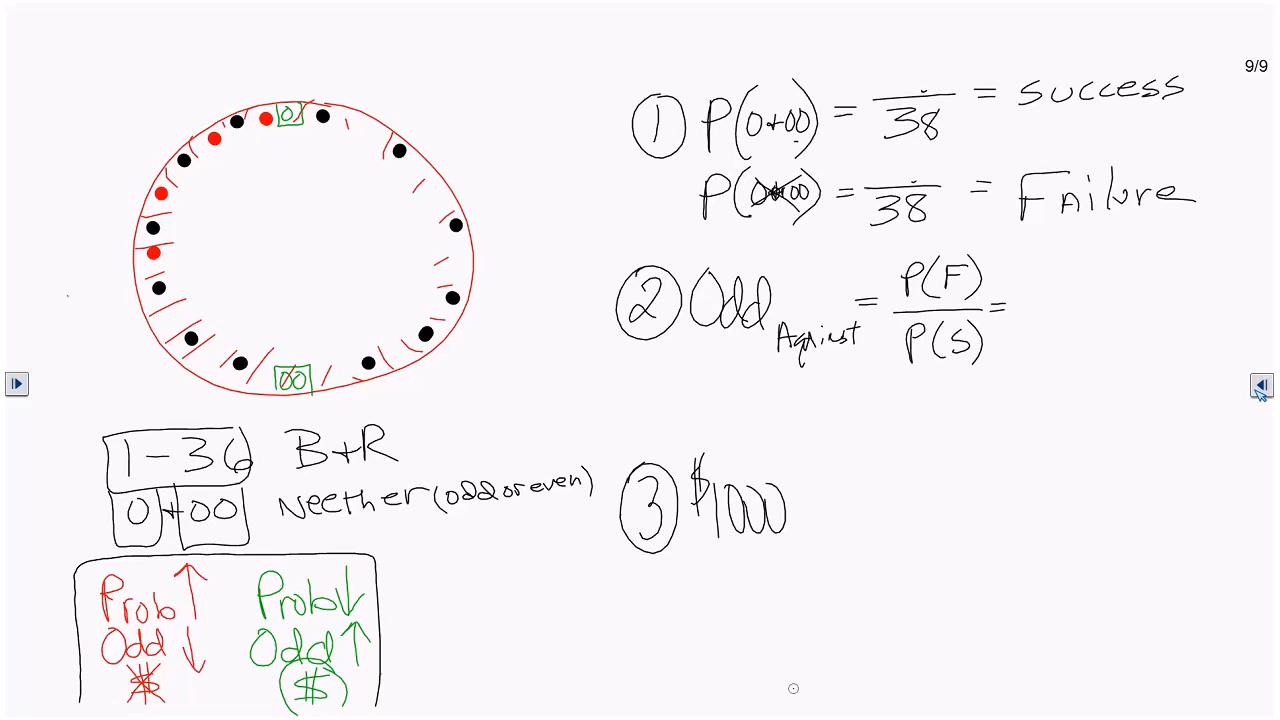 9/9
0
00
1-36 B+R
0+00 Neether (odd or even)
Prob ↑ Prob ↓
Odd ↓ Odd ↑
$ ($)
① P(0+00) = /38 = success
P(0+00) = /38 = Failure
② Odd Against = P(F)/P(S) =
③ $1000